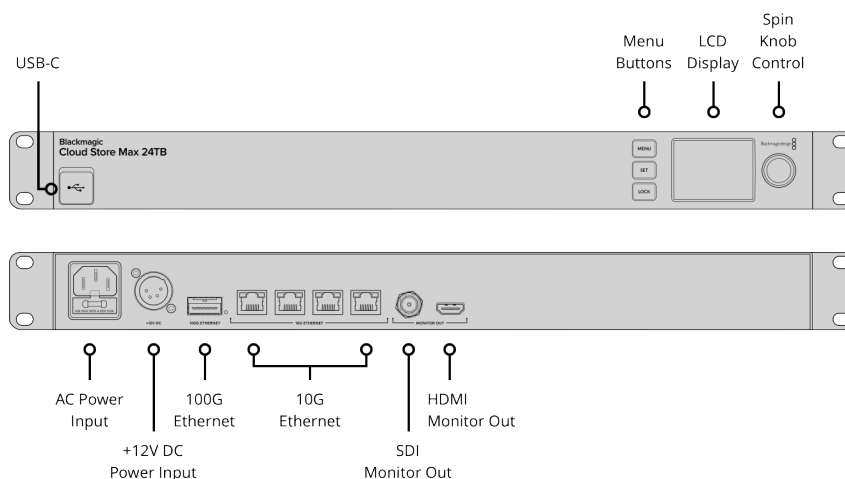 Spin
Menu LCD Knob
USB-C Buttons Display Control
Blackmagic
Cloud Store Max 24TB
MENU
SET
LOCK
Blackmagicdesign
+12V DC
100G ETHERNET
10G ETHERNET
MONITOR OUT
AC Power
Input
100G
Ethernet
10G
Ethernet
HDMI
Monitor Out
+12V DC
Power Input
SDI
Monitor Out